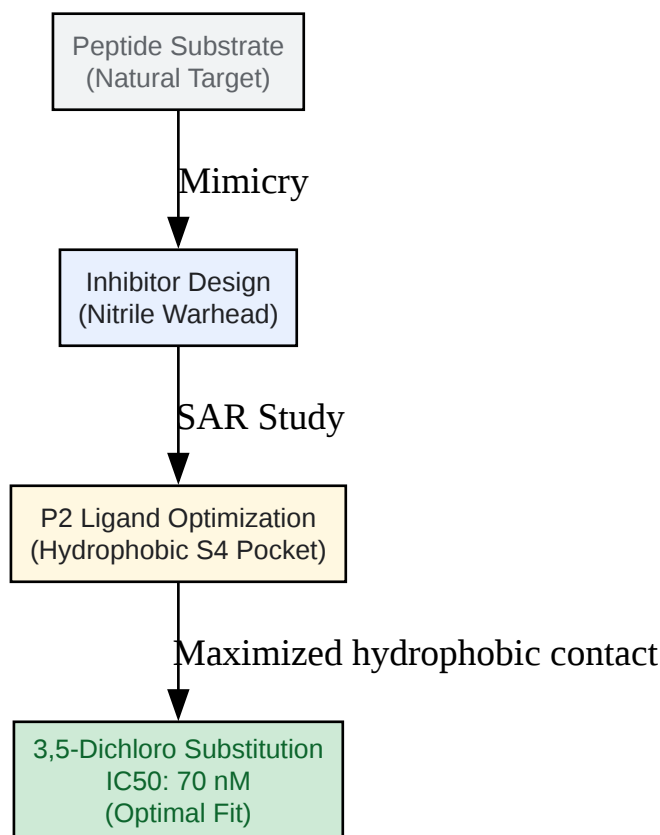 Peptide Substrate
(Natural Target)
Mimicry
Inhibitor Design
(Nitrile Warhead)
SAR Study
P2 Ligand Optimization
(Hydrophobic S4 Pocket)
Maximized hydrophobic contact
3,5-Dichloro Substitution
IC50: 70 nM
(Optimal Fit)